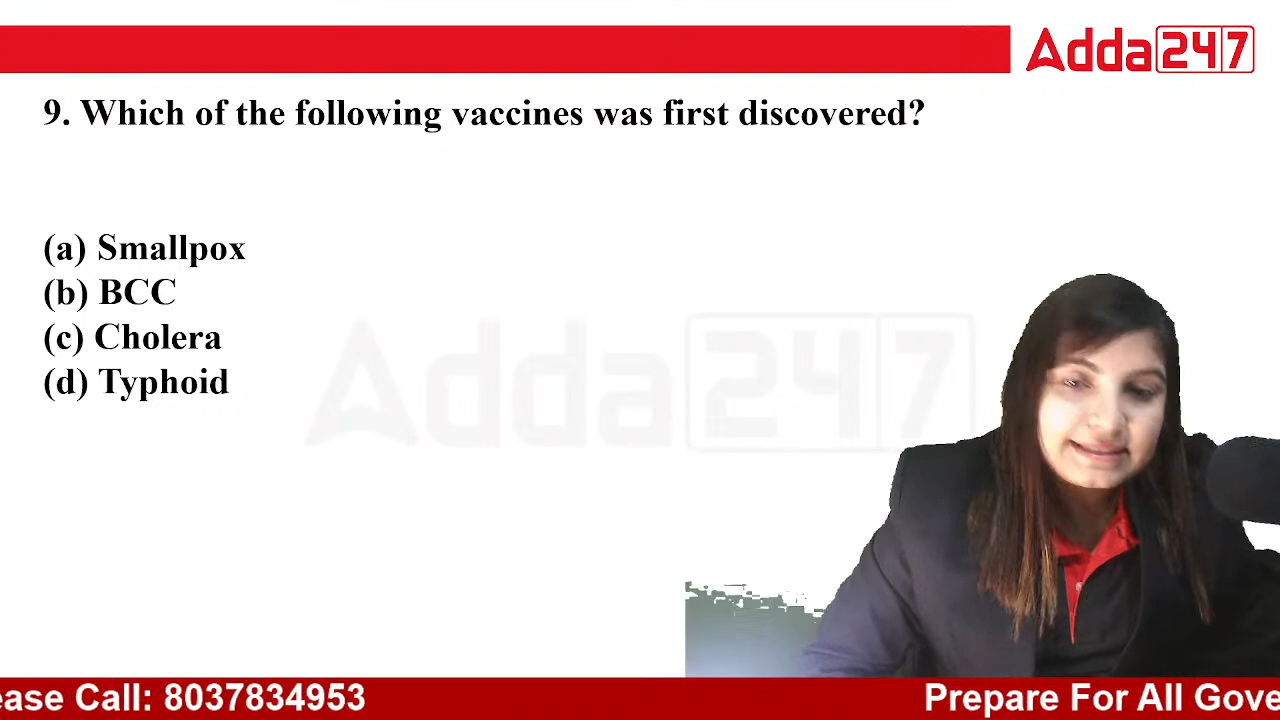 Adda247
9. Which of the following vaccines was first discovered?
(a) Smallpox
(b) BCC
(c) Cholera
(d) Typhoid
Adda247
ease Call: 8037834953
Prepare For All Gove